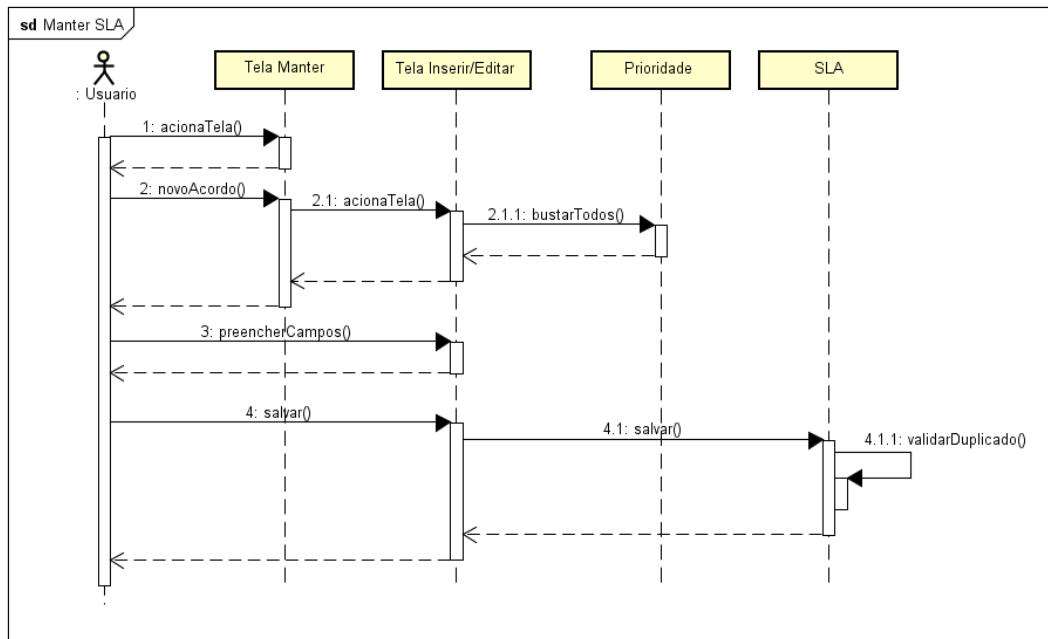 sd Manter SLA
: Usuario
Tela Manter
Tela Inserir/Editar
Prioridade
SLA
1: acionaTela()
2: novoAcordo()
2.1: acionaTela()
2.1.1: bustarTodos()
3: preencherCampos()
4: salvar()
4.1: salvar()
4.1.1: validarDuplicado()